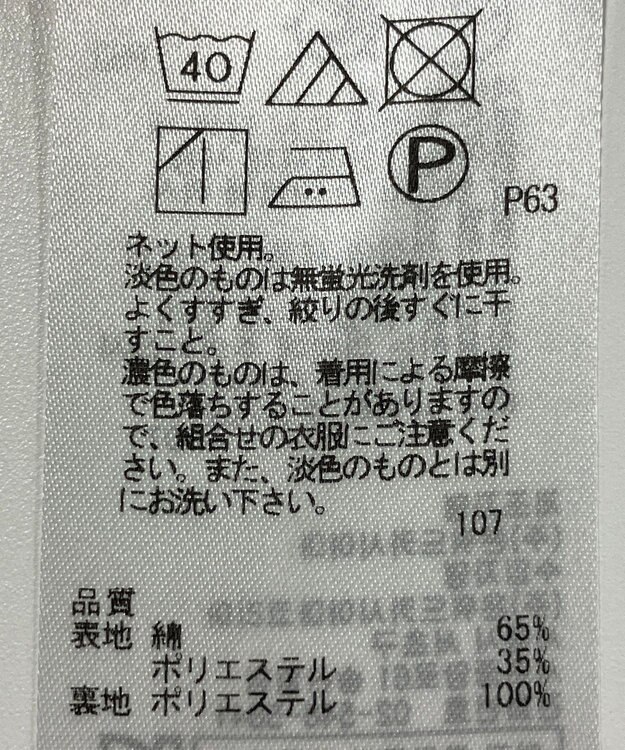 40
P
P63
ネット使用。
淡色のものは無蛍光洗剤を使用。
よくすすぎ、絞りの後すぐに干
すこと。
濃色のものは、着用による摩擦
で色落ちすることがありますの
で、組合せの衣服にご注意くだ
さい。また、淡色のものとは別
にお洗い下さい。
107
品質
表地 綿 65%
ポリエステル 35%
裏地 ポリエステル 100%